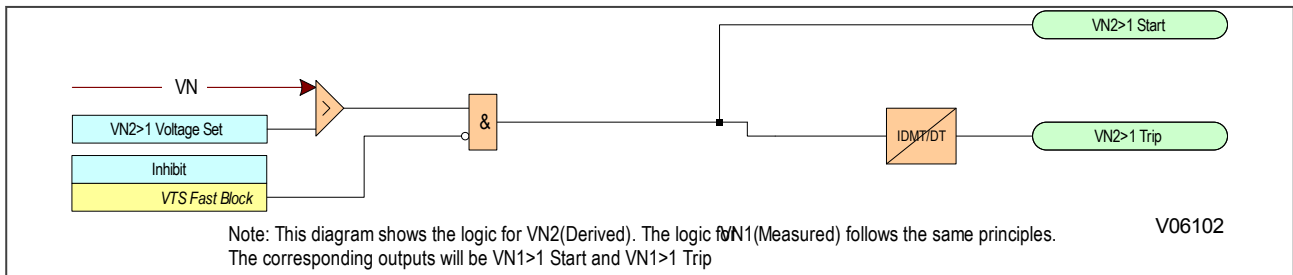 VN2>1 Start
VN
>
VN2>1 Voltage Set
&
IDMT/DT
VN2>1 Trip
Inhibit
VTS Fast Block
Note: This diagram shows the logic for VN2(Derived). The logic for VN1(Measured) follows the same principles.
The corresponding outputs will be VN1>1 Start and VN1>1 Trip
V06102